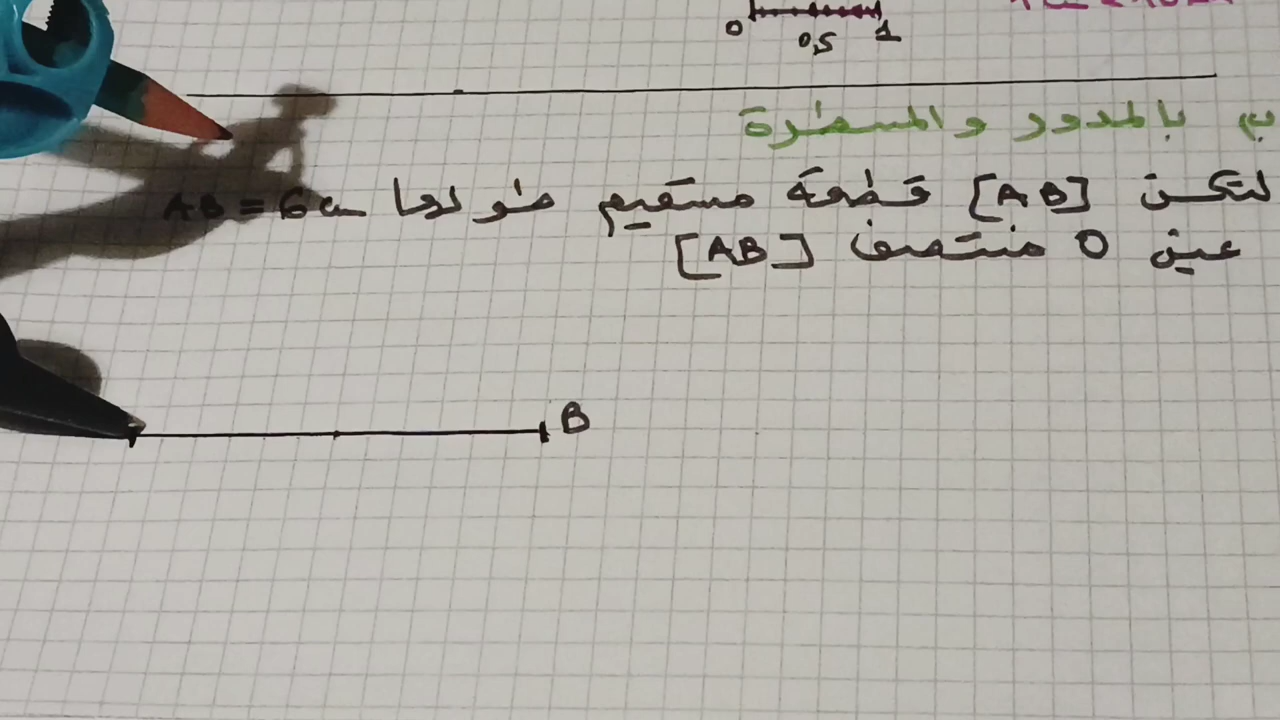 0 0,5 1
ب بالمدور والمسطرة
لتكن [AB] قطعة مستقيم طولها AB = 6cm
عين O منتصف [AB]
B